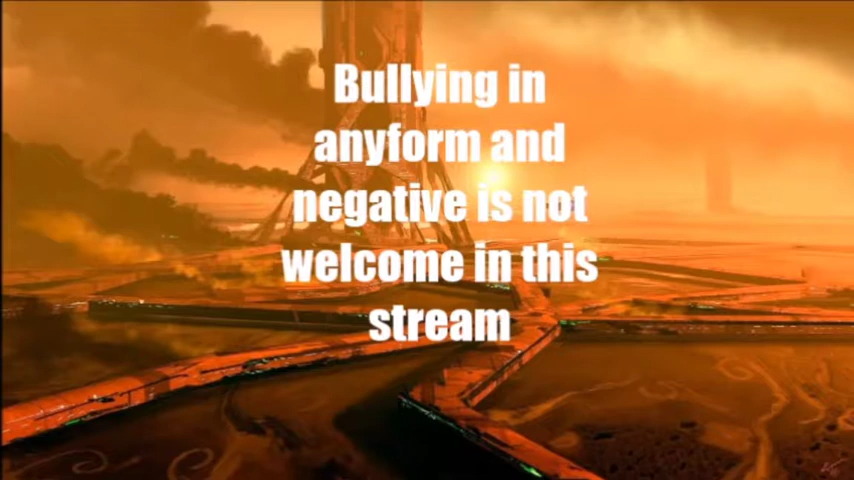 Bullying in
anyform and
negative is not
welcome in this
stream